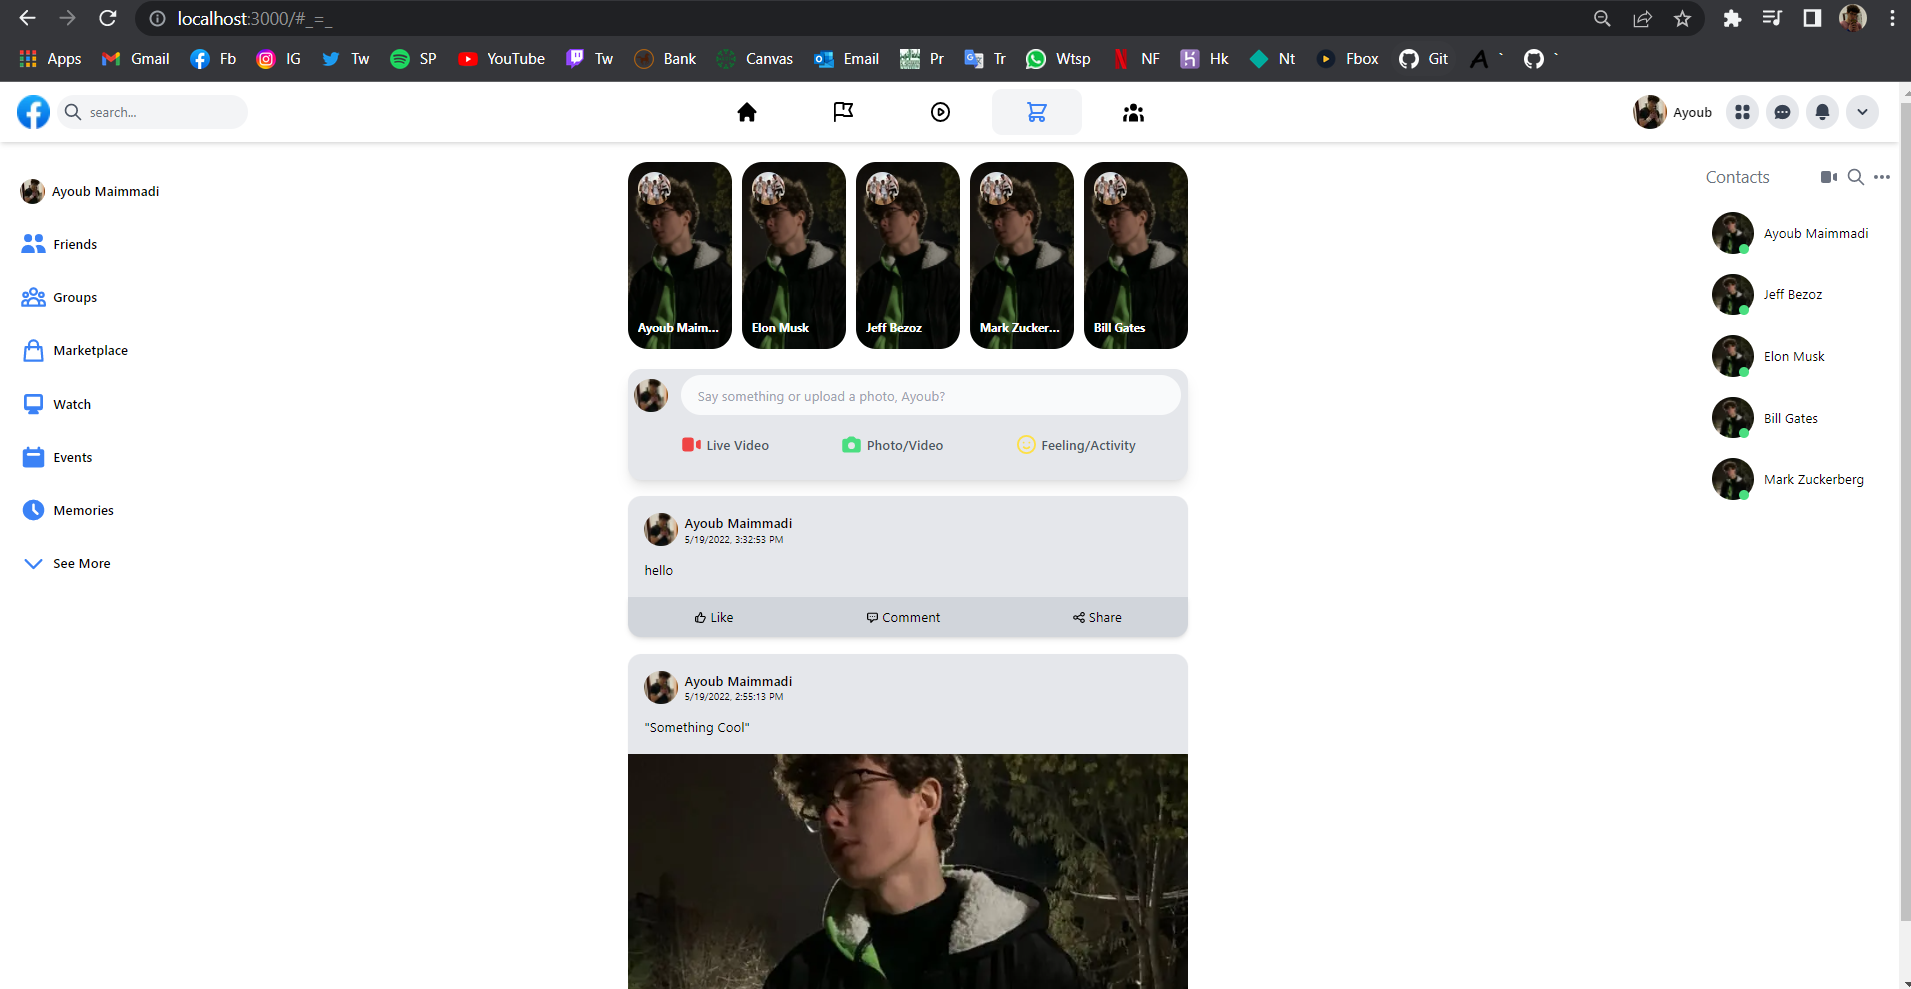 localhost:3000/#_=_
Apps Gmail Fb IG Tw SP YouTube Tw Bank Canvas Email Pr Tr Wtsp NF Hk Nt Fbox Git ` `
search...
Ayoub
Ayoub Maimmadi
Friends
Groups
Marketplace
Watch
Events
Memories
See More
Ayoub Maim... Elon Musk Jeff Bezoz Mark Zucker... Bill Gates
Say something or upload a photo, Ayoub?
Live Video Photo/Video Feeling/Activity
Ayoub Maimmadi
5/19/2022, 3:32:53 PM
hello
Like Comment Share
Ayoub Maimmadi
5/19/2022, 2:55:13 PM
"Something Cool"
Contacts
Ayoub Maimmadi
Jeff Bezoz
Elon Musk
Bill Gates
Mark Zuckerberg